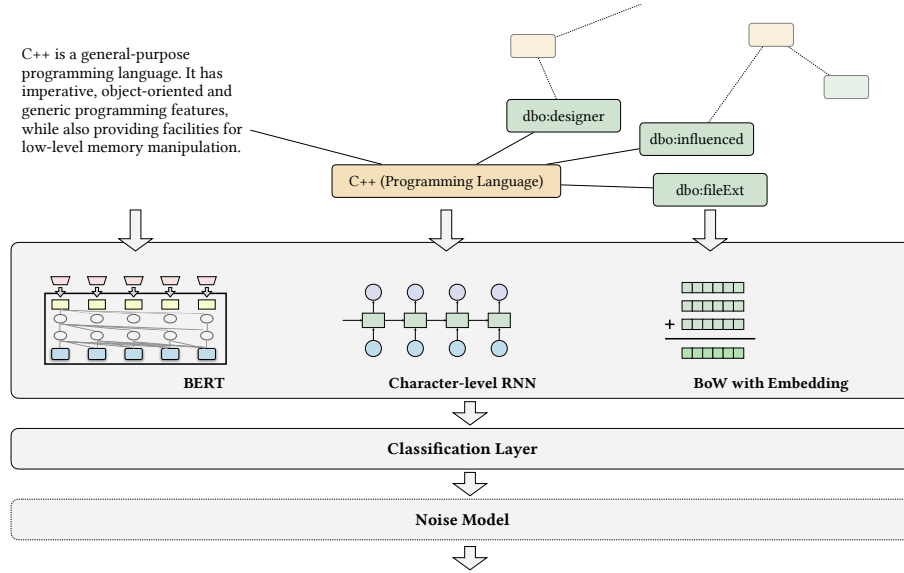 C++ is a general-purpose
programming language. It has
imperative, object-oriented and
generic programming features,
while also providing facilities for
low-level memory manipulation.
dbo:designer
dbo:influenced
C++ (Programming Language)
dbo:fileExt
+
BERT
Character-level RNN
BoW with Embedding
Classification Layer
Noise Model